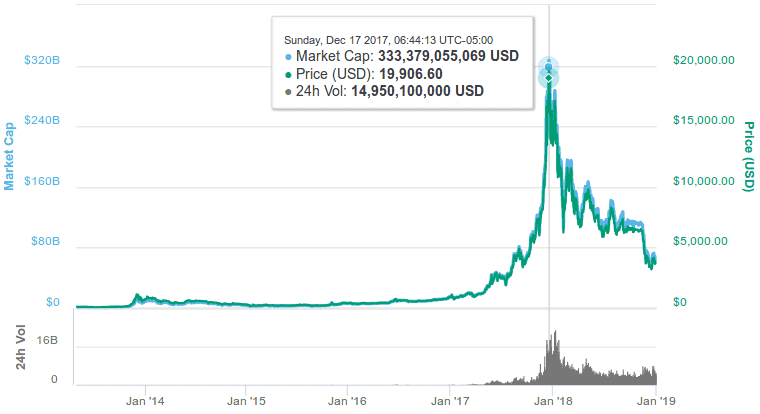 Sunday, Dec 17 2017, 06:44:13 UTC-05:00
Market Cap: 333,379,055,069 USD
Price (USD): 19,906.60
24h Vol: 14,950,100,000 USD
$320B
$240B
$160B
$80B
$0
Market Cap
$20,000.00
$15,000.00
$10,000.00
$5,000.00
$0
Price (USD)
24h Vol
16B
0
Jan '14
Jan '15
Jan '16
Jan '17
Jan '18
Jan '19